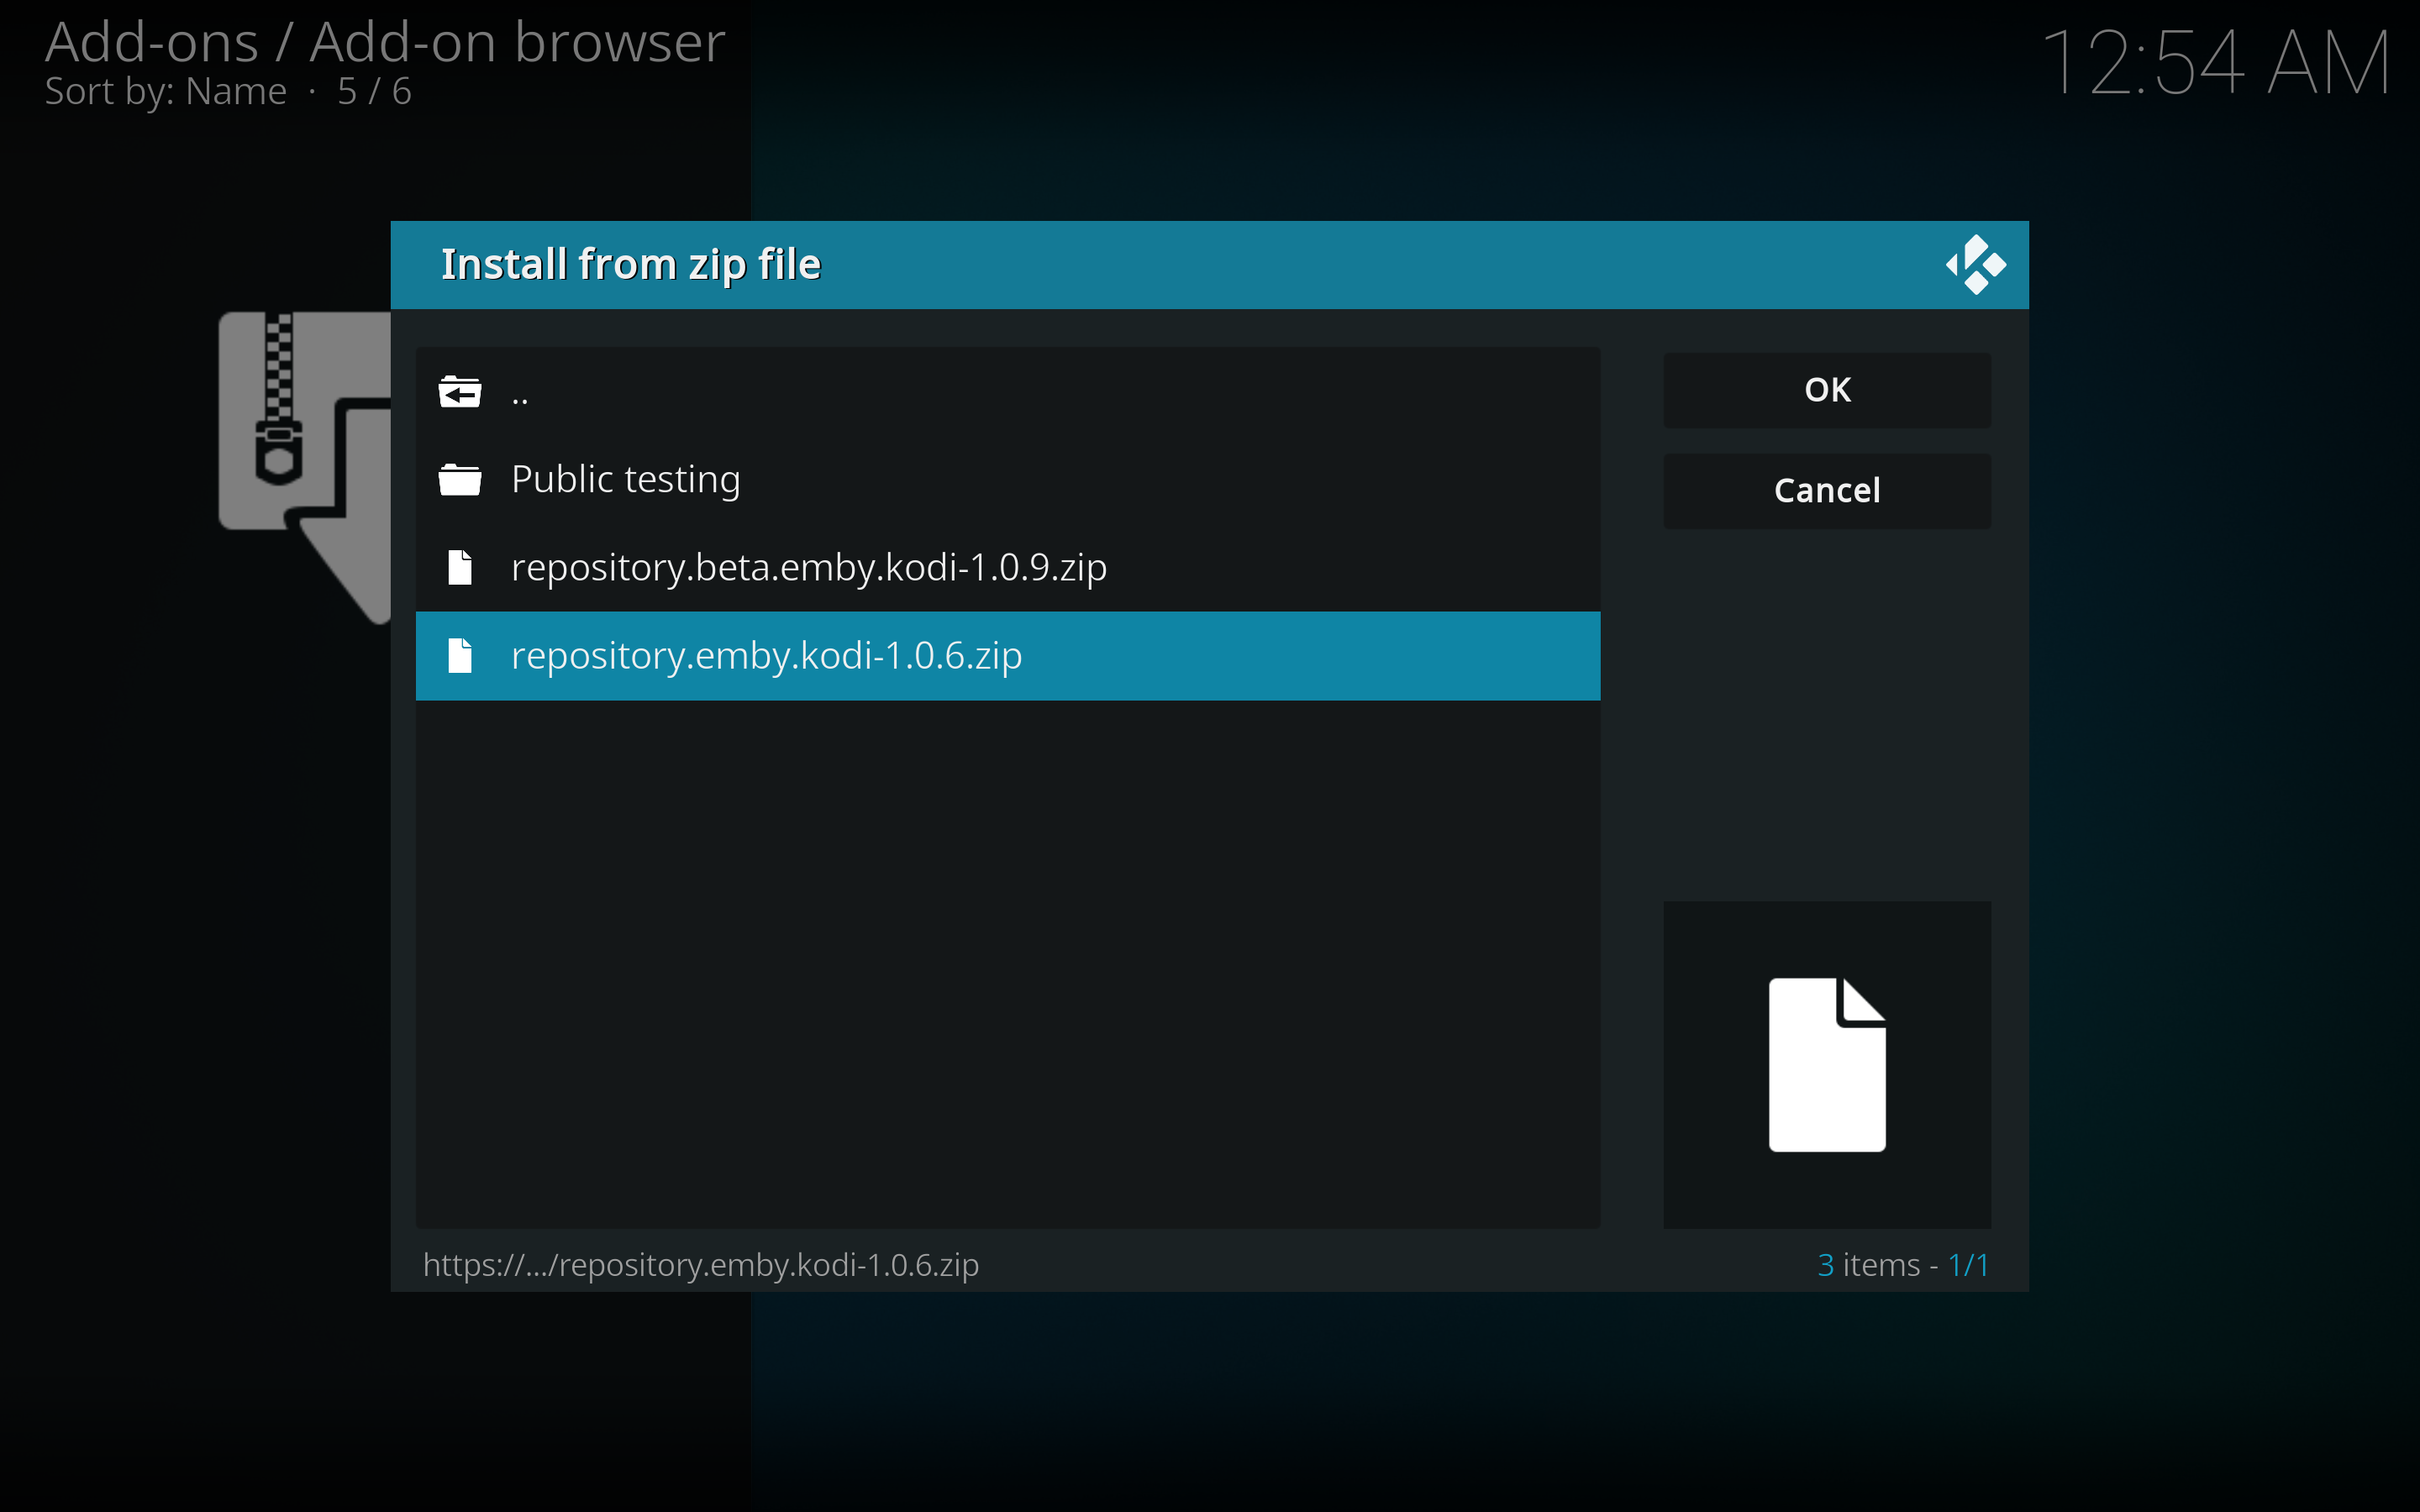 Add-ons / Add-on browser
Sort by: Name · 5 / 6
12:54 AM
Install from zip file
..
Public testing
repository.beta.emby.kodi-1.0.9.zip
repository.emby.kodi-1.0.6.zip
OK
Cancel
https://.../repository.emby.kodi-1.0.6.zip
3 items - 1/1